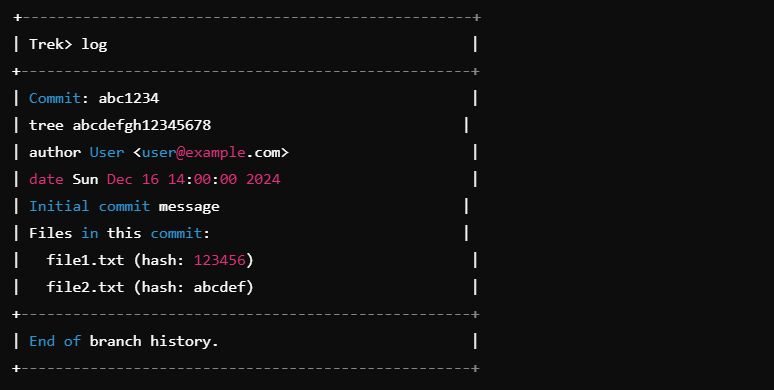 +----------------------------------------------------+
| Trek> log                                          |
+----------------------------------------------------+
| Commit: abc1234                                    |
| tree abcdefgh12345678                             |
| author User <user@example.com>                     |
| date Sun Dec 16 14:00:00 2024                      |
| Initial commit message                            |
| Files in this commit:                             |
|   file1.txt (hash: 123456)                         |
|   file2.txt (hash: abcdef)                         |
+----------------------------------------------------+
| End of branch history.                             |
+----------------------------------------------------+